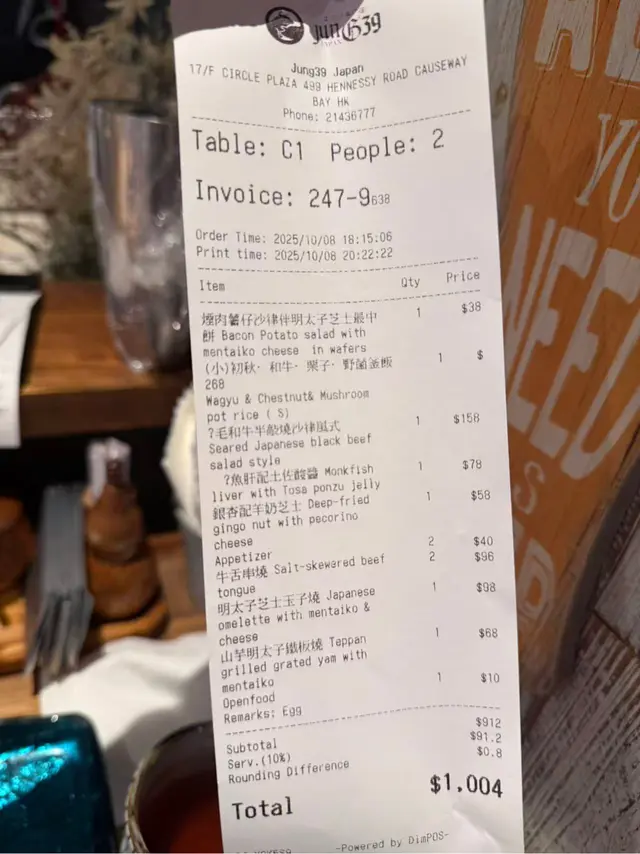 Jung39
JAPAN
Jung39 Japan
17/F CIRCLE PLAZA 499 HENNESSY ROAD CAUSEWAY
BAY HK
Phone: 21436777
Table: C1 People: 2
Invoice: 247-9638
Order Time: 2025/10/08 18:15:06
Print time: 2025/10/08 20:22:22
Item Qty Price
煙肉薯仔沙律伴明太子芝士最中 1 $38
餅 Bacon Potato salad with
mentaiko cheese in wafers
(小)初秋‧和牛‧栗子‧野菌釜飯 1 $
268
Wagyu & Chestnut& Mushroom
pot rice ( S)
?毛和牛半般燒沙律風式 1 $158
Seared Japanese black beef
salad style
?魚肝配土佐酸醬 Monkfish 1 $78
liver with Tosa ponzu jelly
銀杏配羊奶芝士 Deep-fried 1 $58
gingo nut with pecorino
cheese
Appetizer 2 $40
牛舌串燒 Salt-skewered beef 2 $96
tongue
明太子芝士玉子燒 Japanese 1 $98
omelette with mentaiko &
cheese
山芋明太子鐵板燒 Teppan 1 $68
grilled grated yam with
mentaiko
Openfood 1 $10
Remarks: Egg
Subtotal $912
Serv.(10%) $91.2
Rounding Difference $0.8
Total $1,004
-Powered by DimPOS-
YO
NEED
S